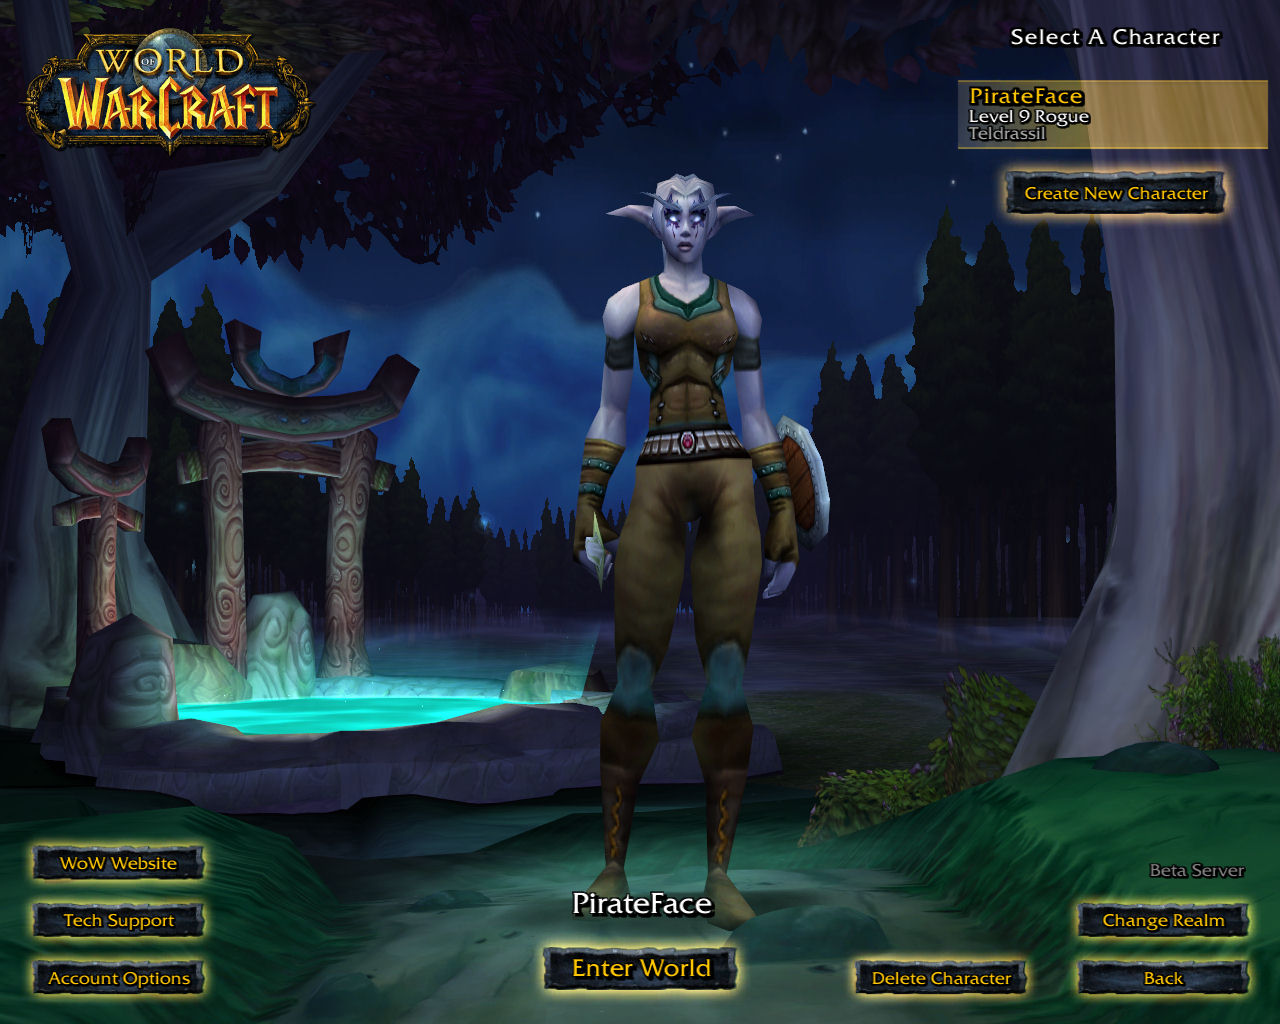 WORLD OF WARCRAFT
Select A Character
PirateFace
Level 9 Rogue
Teldrassil
Create New Character
WoW Website
Tech Support
Account Options
PirateFace
Enter World
Delete Character
Beta Server
Change Realm
Back